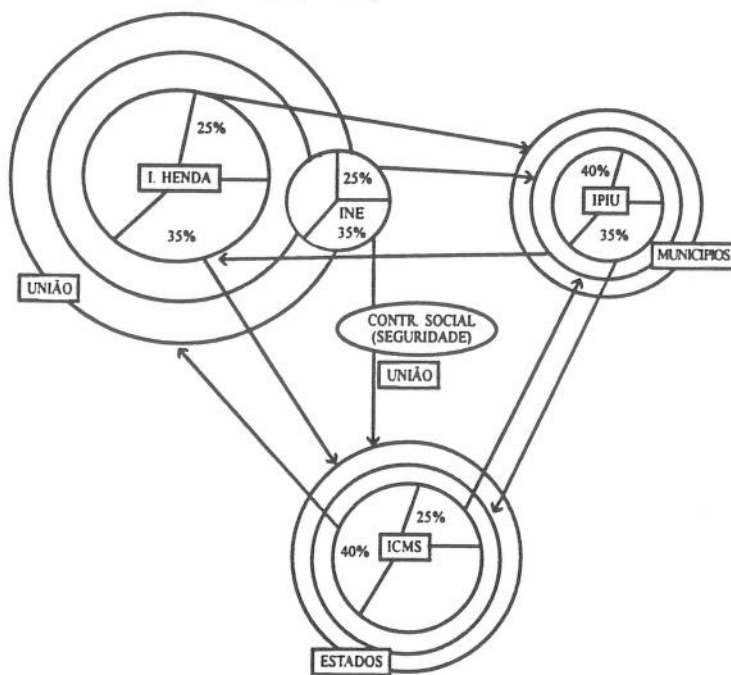 25%
I. HENDA
35%
UNIÃO
25%
INE
35%
40%
IPIU
35%
MUNICIPIOS
CONTR. SOCIAL
(SEGURIDADE)
UNIÃO
25%
40%
ICMS
ESTADOS